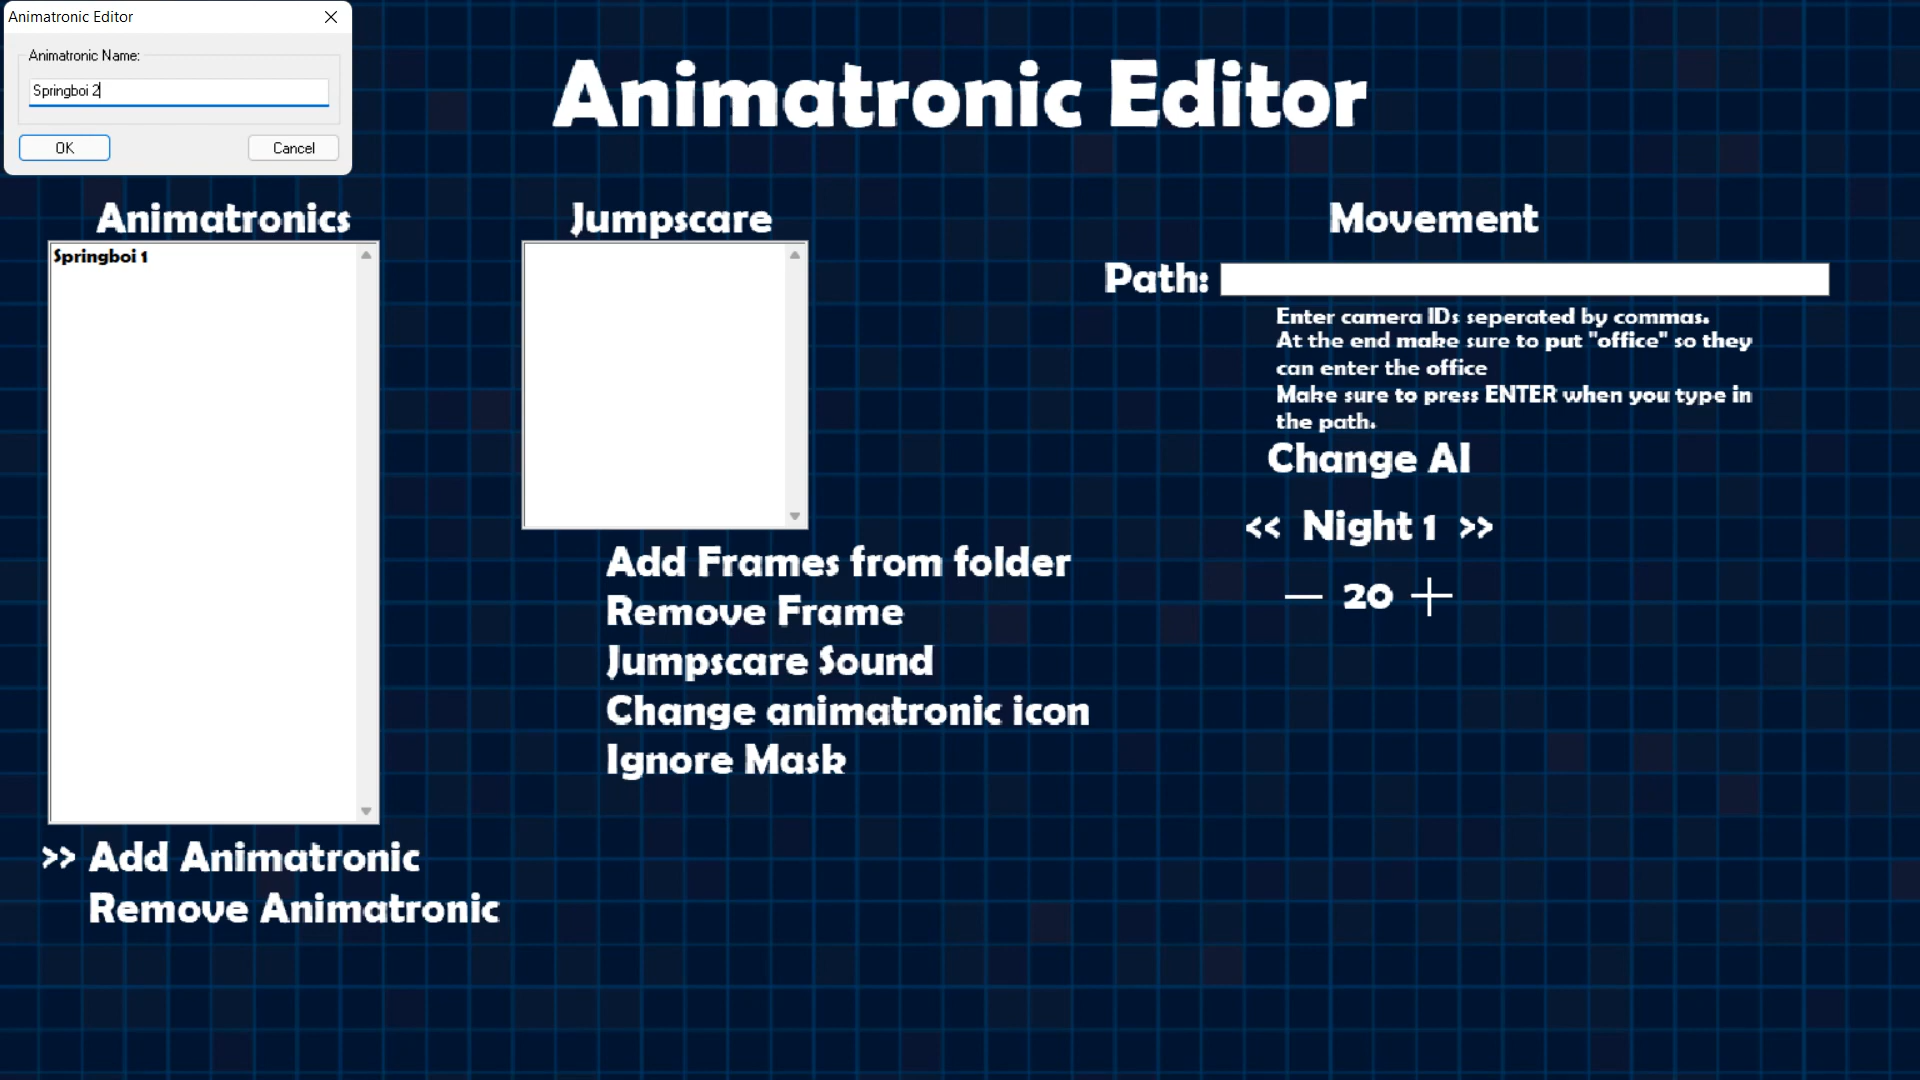 Animatronic Editor
Animatronic Name:
Springboi 2
OK
Cancel
Animatronic Editor
Animatronics
Springboi 1
>> Add Animatronic
Remove Animatronic
Jumpscare
Add Frames from folder
Remove Frame
Jumpscare Sound
Change animatronic icon
Ignore Mask
Movement
Path:
Enter camera IDs seperated by commas.
At the end make sure to put "office" so they
can enter the office
Make sure to press ENTER when you type in
the path.
Change AI
<< Night 1 >>
— 20 +